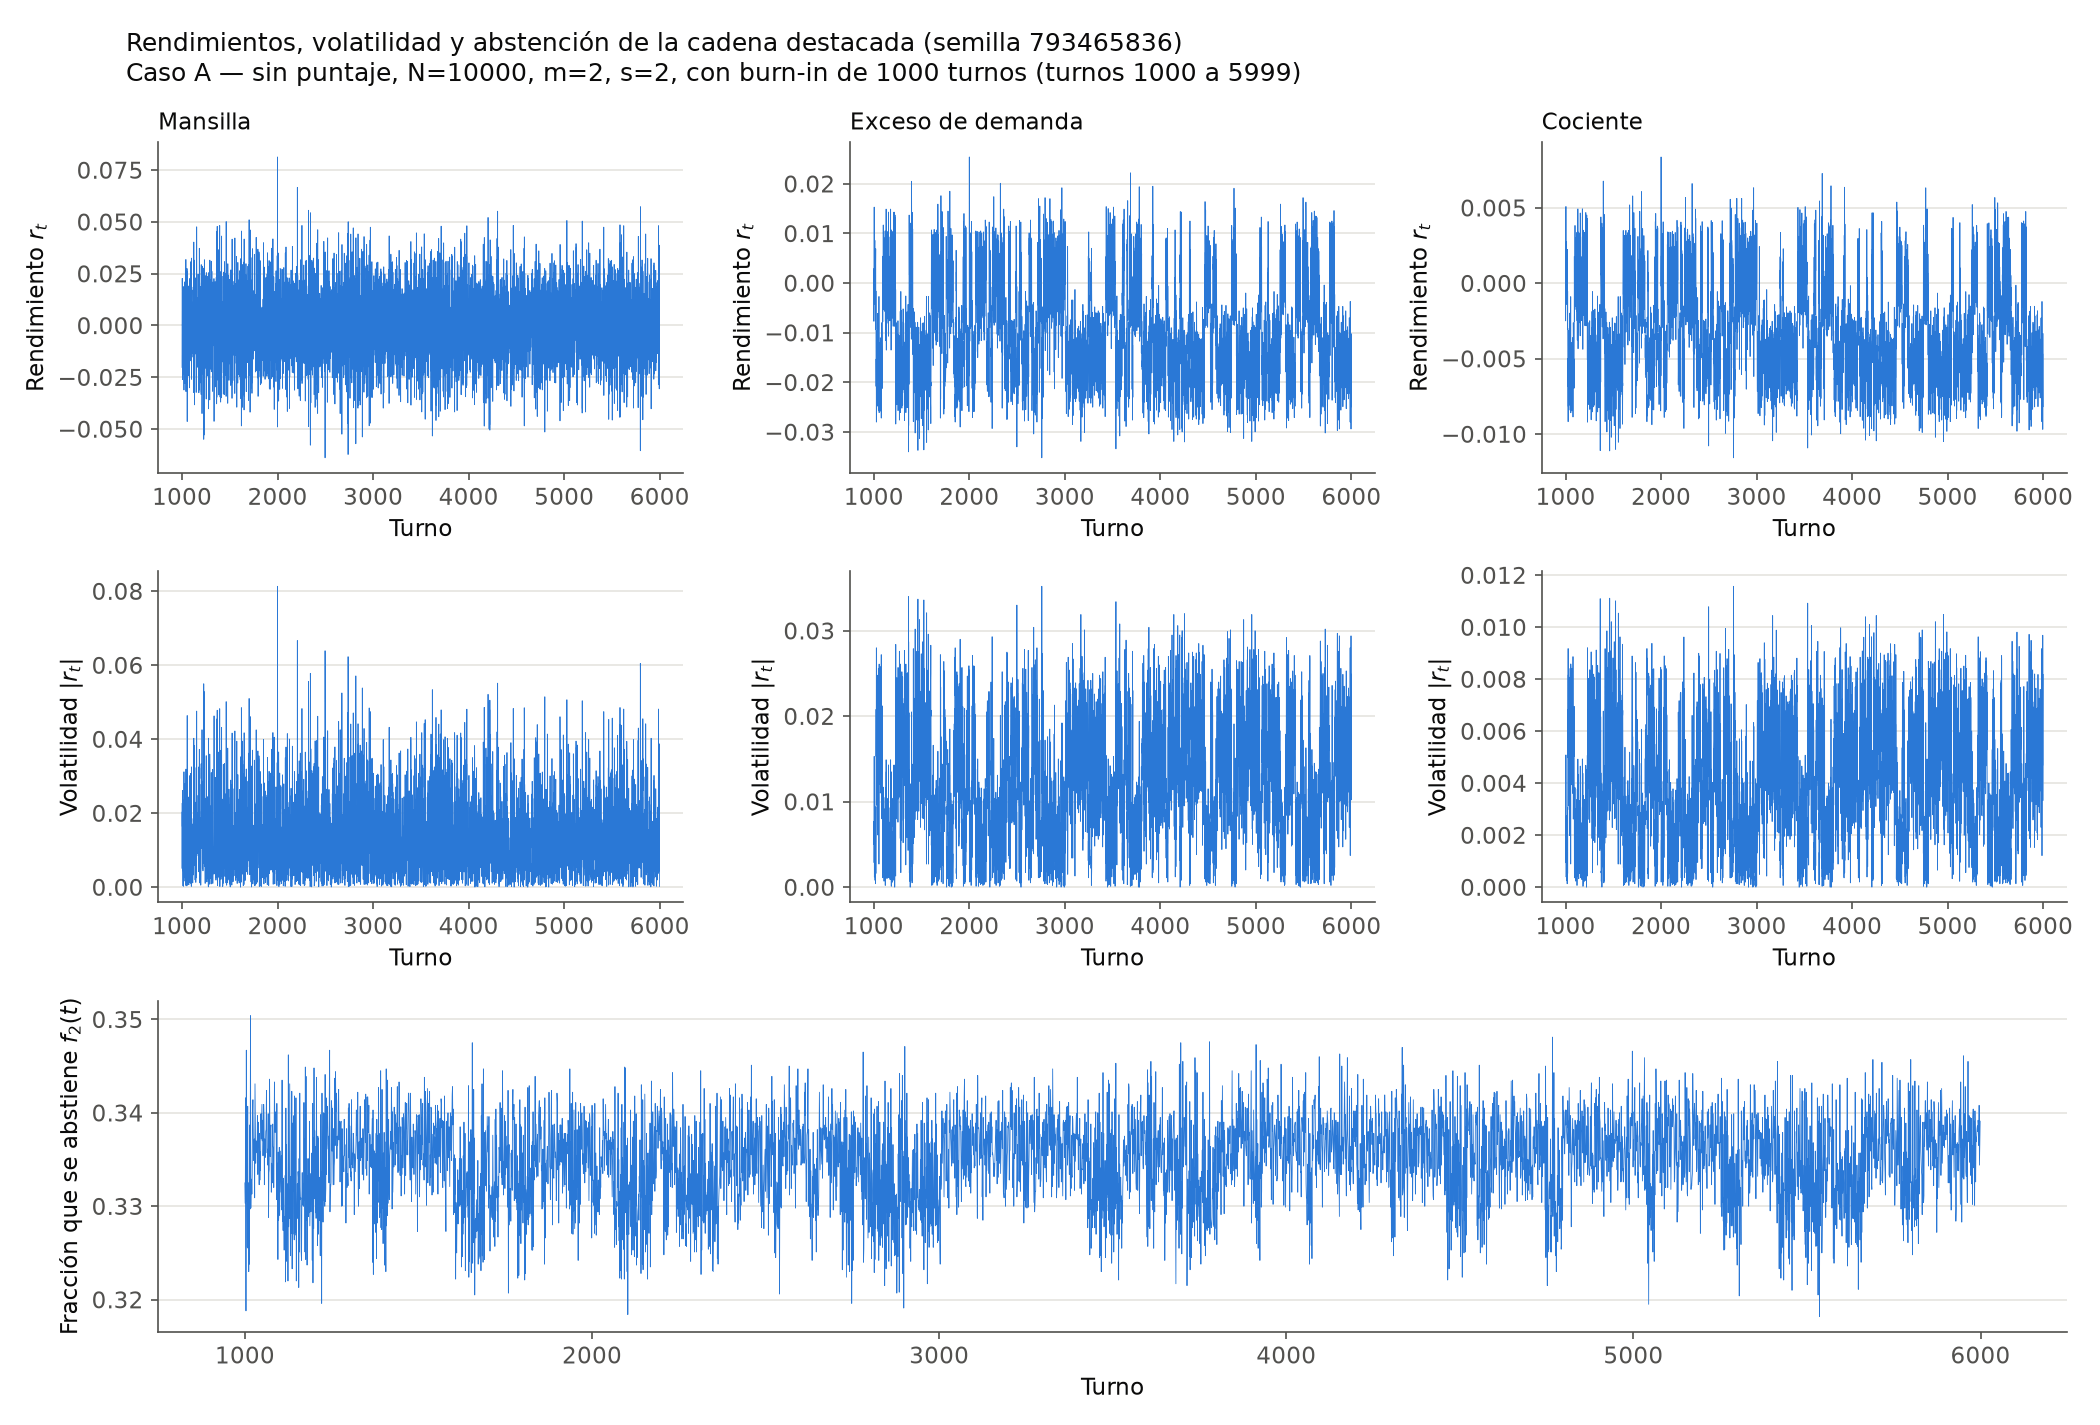 Rendimientos, volatilidad y abstención de la cadena destacada (semilla 793465836)
Caso A — sin puntaje, N=10000, m=2, s=2, con burn-in de 1000 turnos (turnos 1000 a 5999)
Mansilla
Rendimiento r_t
0.075
0.050
0.025
0.000
−0.025
−0.050
1000 2000 3000 4000 5000 6000
Turno
Exceso de demanda
Rendimiento r_t
0.02
0.01
0.00
−0.01
−0.02
−0.03
1000 2000 3000 4000 5000 6000
Turno
Cociente
Rendimiento r_t
0.005
0.000
−0.005
−0.010
1000 2000 3000 4000 5000 6000
Turno
Volatilidad |r_t|
0.08
0.06
0.04
0.02
0.00
1000 2000 3000 4000 5000 6000
Turno
Volatilidad |r_t|
0.03
0.02
0.01
0.00
1000 2000 3000 4000 5000 6000
Turno
Volatilidad |r_t|
0.012
0.010
0.008
0.006
0.004
0.002
0.000
1000 2000 3000 4000 5000 6000
Turno
Fracción que se abstiene f_2(t)
0.35
0.34
0.33
0.32
1000 2000 3000 4000 5000 6000
Turno